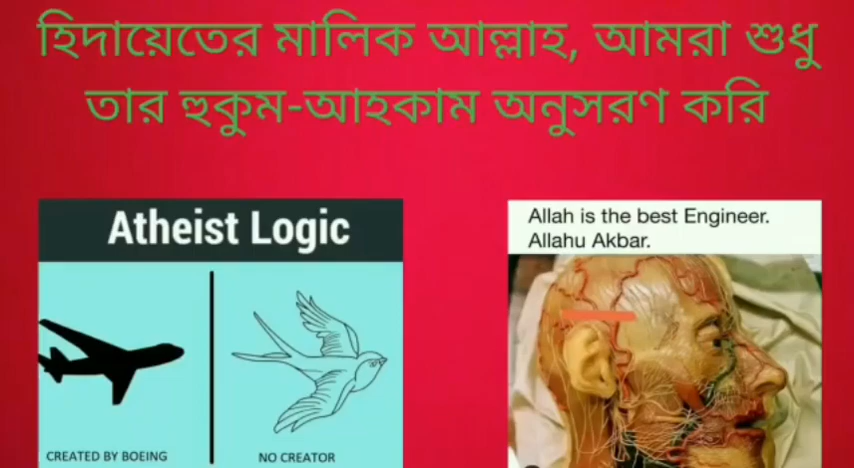 হিদায়েতের মালিক আল্লাহ, আমরা শুধু
তার হুকুম-আহকাম অনুসরণ করি
Atheist Logic
CREATED BY BOEING
NO CREATOR
Allah is the best Engineer.
Allahu Akbar.